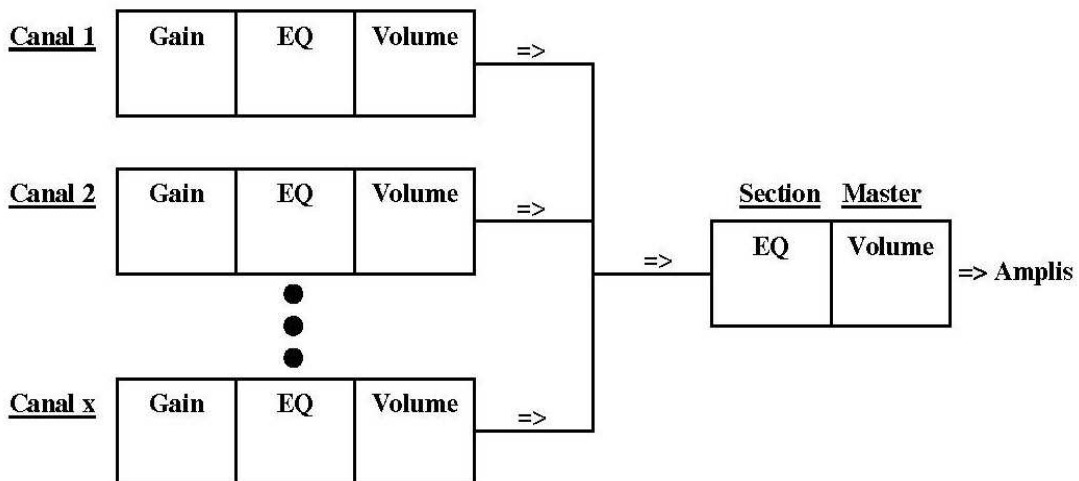 Canal 1 Gain EQ Volume =>
Canal 2 Gain EQ Volume =>
Section Master
EQ Volume
=> => Amplis
Canal x Gain EQ Volume =>